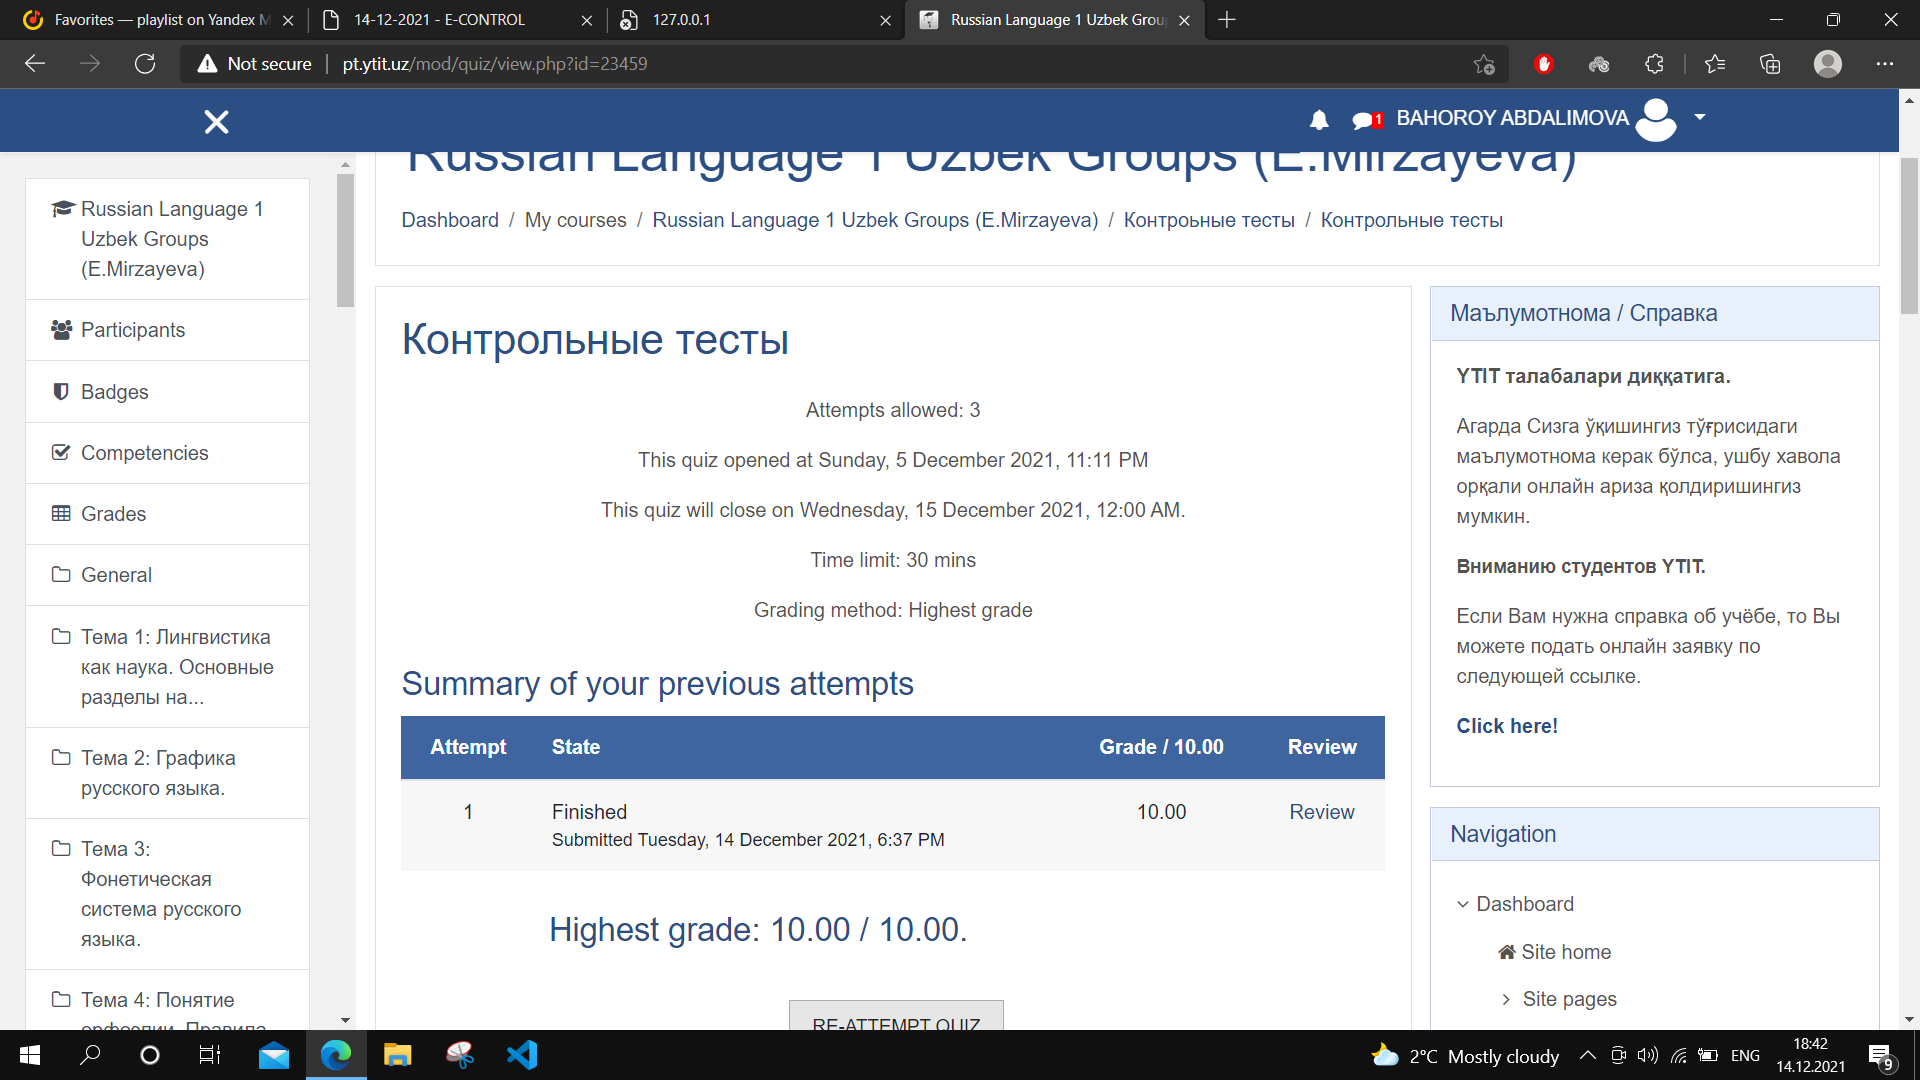 Favorites — playlist on Yandex M
14-12-2021 - E-CONTROL
127.0.0.1
Russian Language 1 Uzbek Grou
Not secure
pt.ytit.uz/mod/quiz/view.php?id=23459
1
BAHOROY ABDALIMOVA
Russian Language 1 Uzbek Groups (E.Mirzayeva)
Dashboard / My courses / Russian Language 1 Uzbek Groups (E.Mirzayeva) / Контроьные тесты / Контрольные тесты
Russian Language 1
Uzbek Groups
(E.Mirzayeva)
Participants
Badges
Competencies
Grades
General
Тема 1: Лингвистика
как наука. Основные
разделы на...
Тема 2: Графика
русского языка.
Тема 3:
Фонетическая
система русского
языка.
Тема 4: Понятие
орфоэпии. Правила
Контрольные тесты
Attempts allowed: 3
This quiz opened at Sunday, 5 December 2021, 11:11 PM
This quiz will close on Wednesday, 15 December 2021, 12:00 AM.
Time limit: 30 mins
Grading method: Highest grade
Summary of your previous attempts
Attempt State Grade / 10.00 Review
1 Finished 10.00 Review
Submitted Tuesday, 14 December 2021, 6:37 PM
Highest grade: 10.00 / 10.00.
RE-ATTEMPT QUIZ
Маълумотнома / Справка
YTIT талабалари диққатига.
Агарда Сизга ўқишингиз тўғрисидаги
маълумотнома керак бўлса, ушбу хавола
орқали онлайн ариза қолдиришингиз
мумкин.
Вниманию студентов YTIT.
Если Вам нужна справка об учёбе, то Вы
можете подать онлайн заявку по
следующей ссылке.
Click here!
Navigation
Dashboard
Site home
Site pages
2°C Mostly cloudy
ENG
18:42
14.12.2021
9